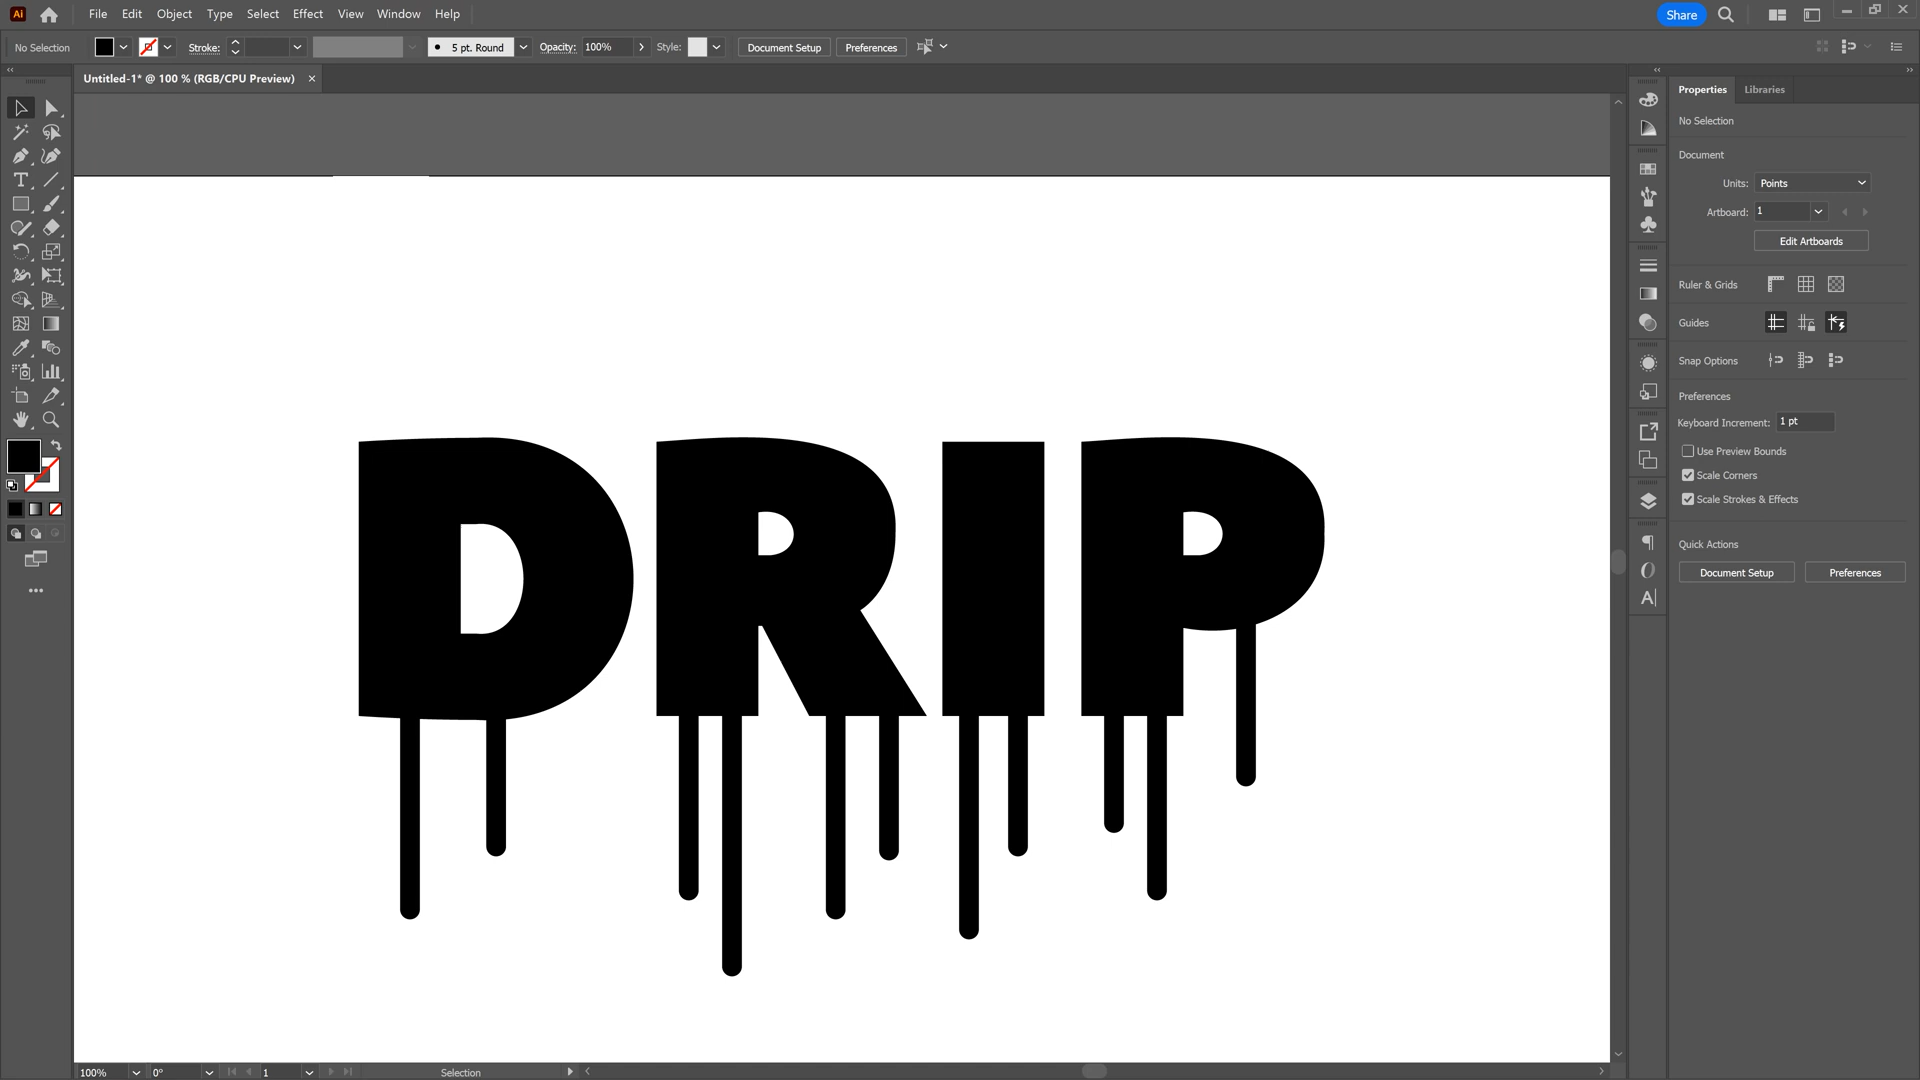 Ai File Edit Object Type Select Effect View Window Help Share
No Selection Stroke: 5 pt. Round Opacity: 100% Style: Document Setup Preferences
Untitled-1* @ 100 % (RGB/CPU Preview) ×
Properties Libraries
No Selection
Document
Units: Points
Artboard: 1
Edit Artboards
Ruler & Grids
Guides
Snap Options
Preferences
Keyboard Increment: 1 pt
Use Preview Bounds
Scale Corners
Scale Strokes & Effects
Quick Actions
Document Setup Preferences
DRIP
100% 0° 1 Selection